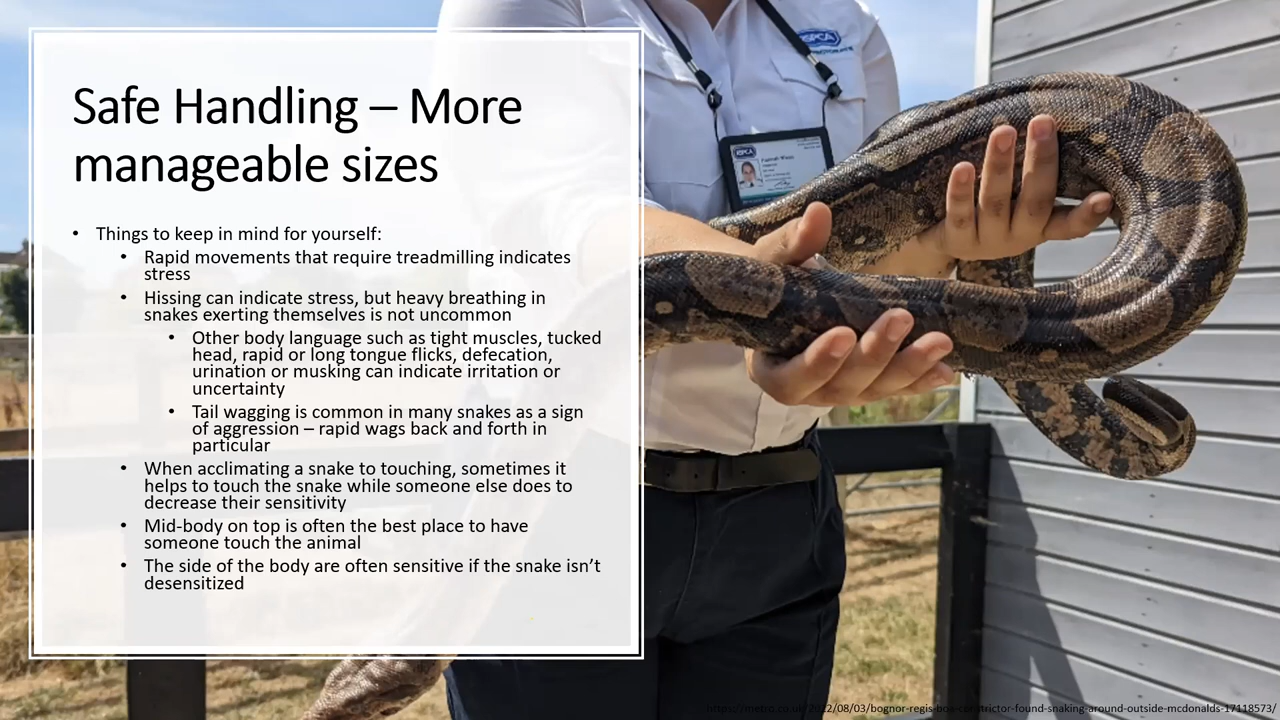 Safe Handling – More
manageable sizes
• Things to keep in mind for yourself:
• Rapid movements that require treadmilling indicates
stress
• Hissing can indicate stress, but heavy breathing in
snakes exerting themselves is not uncommon
• Other body language such as tight muscles, tucked
head, rapid or long tongue flicks, defecation,
urination or musking can indicate irritation or
uncertainty
• Tail wagging is common in many snakes as a sign
of aggression – rapid wags back and forth in
particular
• When acclimating a snake to touching, sometimes it
helps to touch the snake while someone else does to
decrease their sensitivity
• Mid-body on top is often the best place to have
someone touch the animal
• The side of the body are often sensitive if the snake isn't
desensitized
RSPCA
RSPCA
https://metro.co.uk/2022/08/03/bognor-regis-boa-constrictor-found-snaking-around-outside-mcdonalds-17118573/